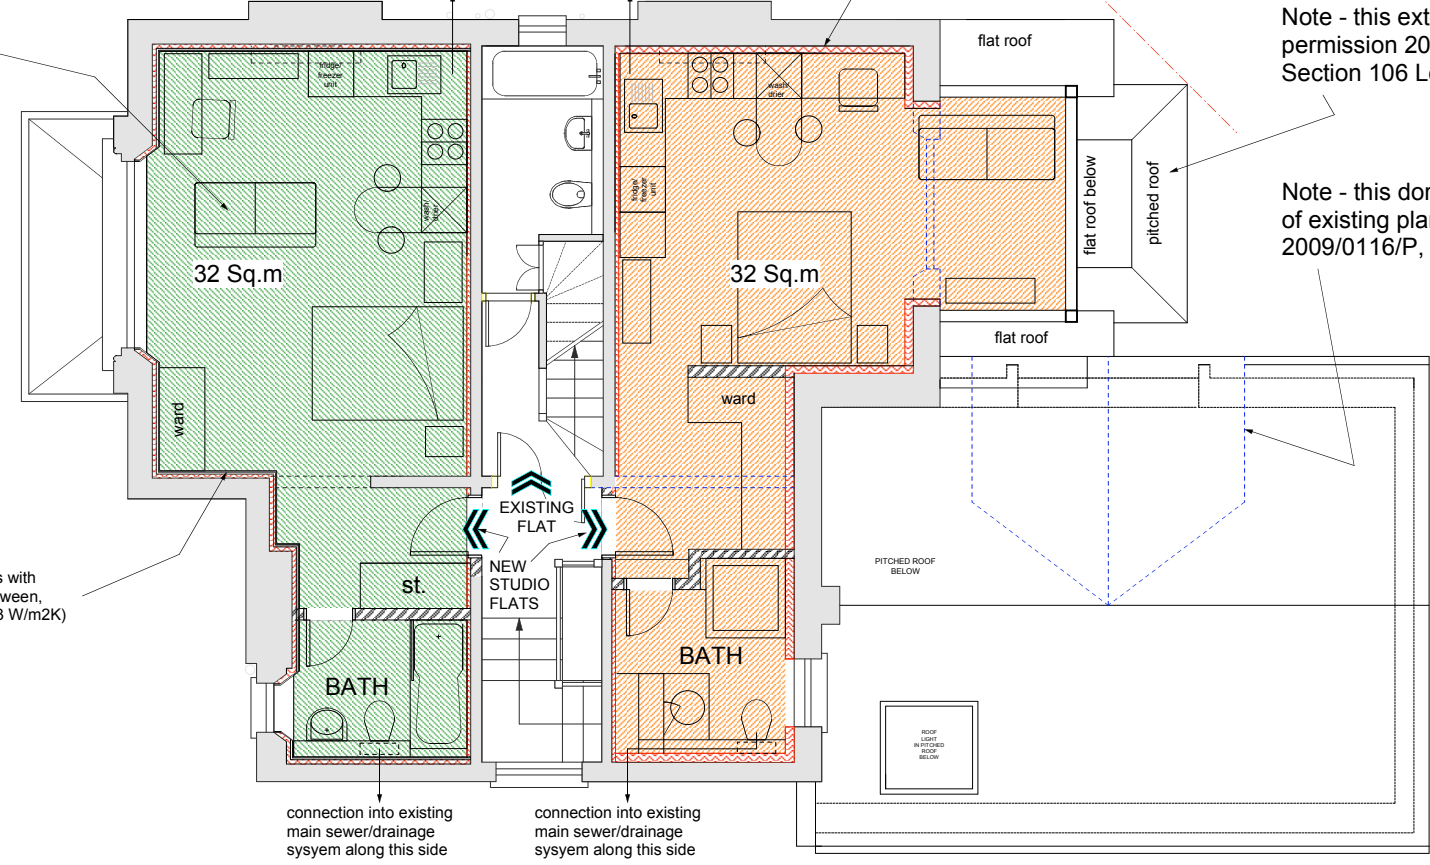 flat roof
Note - this ext
permission 20
Section 106 L
fridge/
freezer
unit
wash/
drier
fridge/
freezer
unit
wash/
drier
flat roof below
pitched roof
Note - this dor
of existing pla
2009/0116/P,
32 Sq.m
32 Sq.m
flat roof
ward
ward
EXISTING
FLAT
NEW
STUDIO
FLATS
st.
s with
ween,
W/m2K)
PITCHED ROOF
BELOW
BATH
BATH
ROOF
LIGHT
IN PITCHED
ROOF
BELOW
connection into existing
main sewer/drainage
sysyem along this side
connection into existing
main sewer/drainage
sysyem along this side